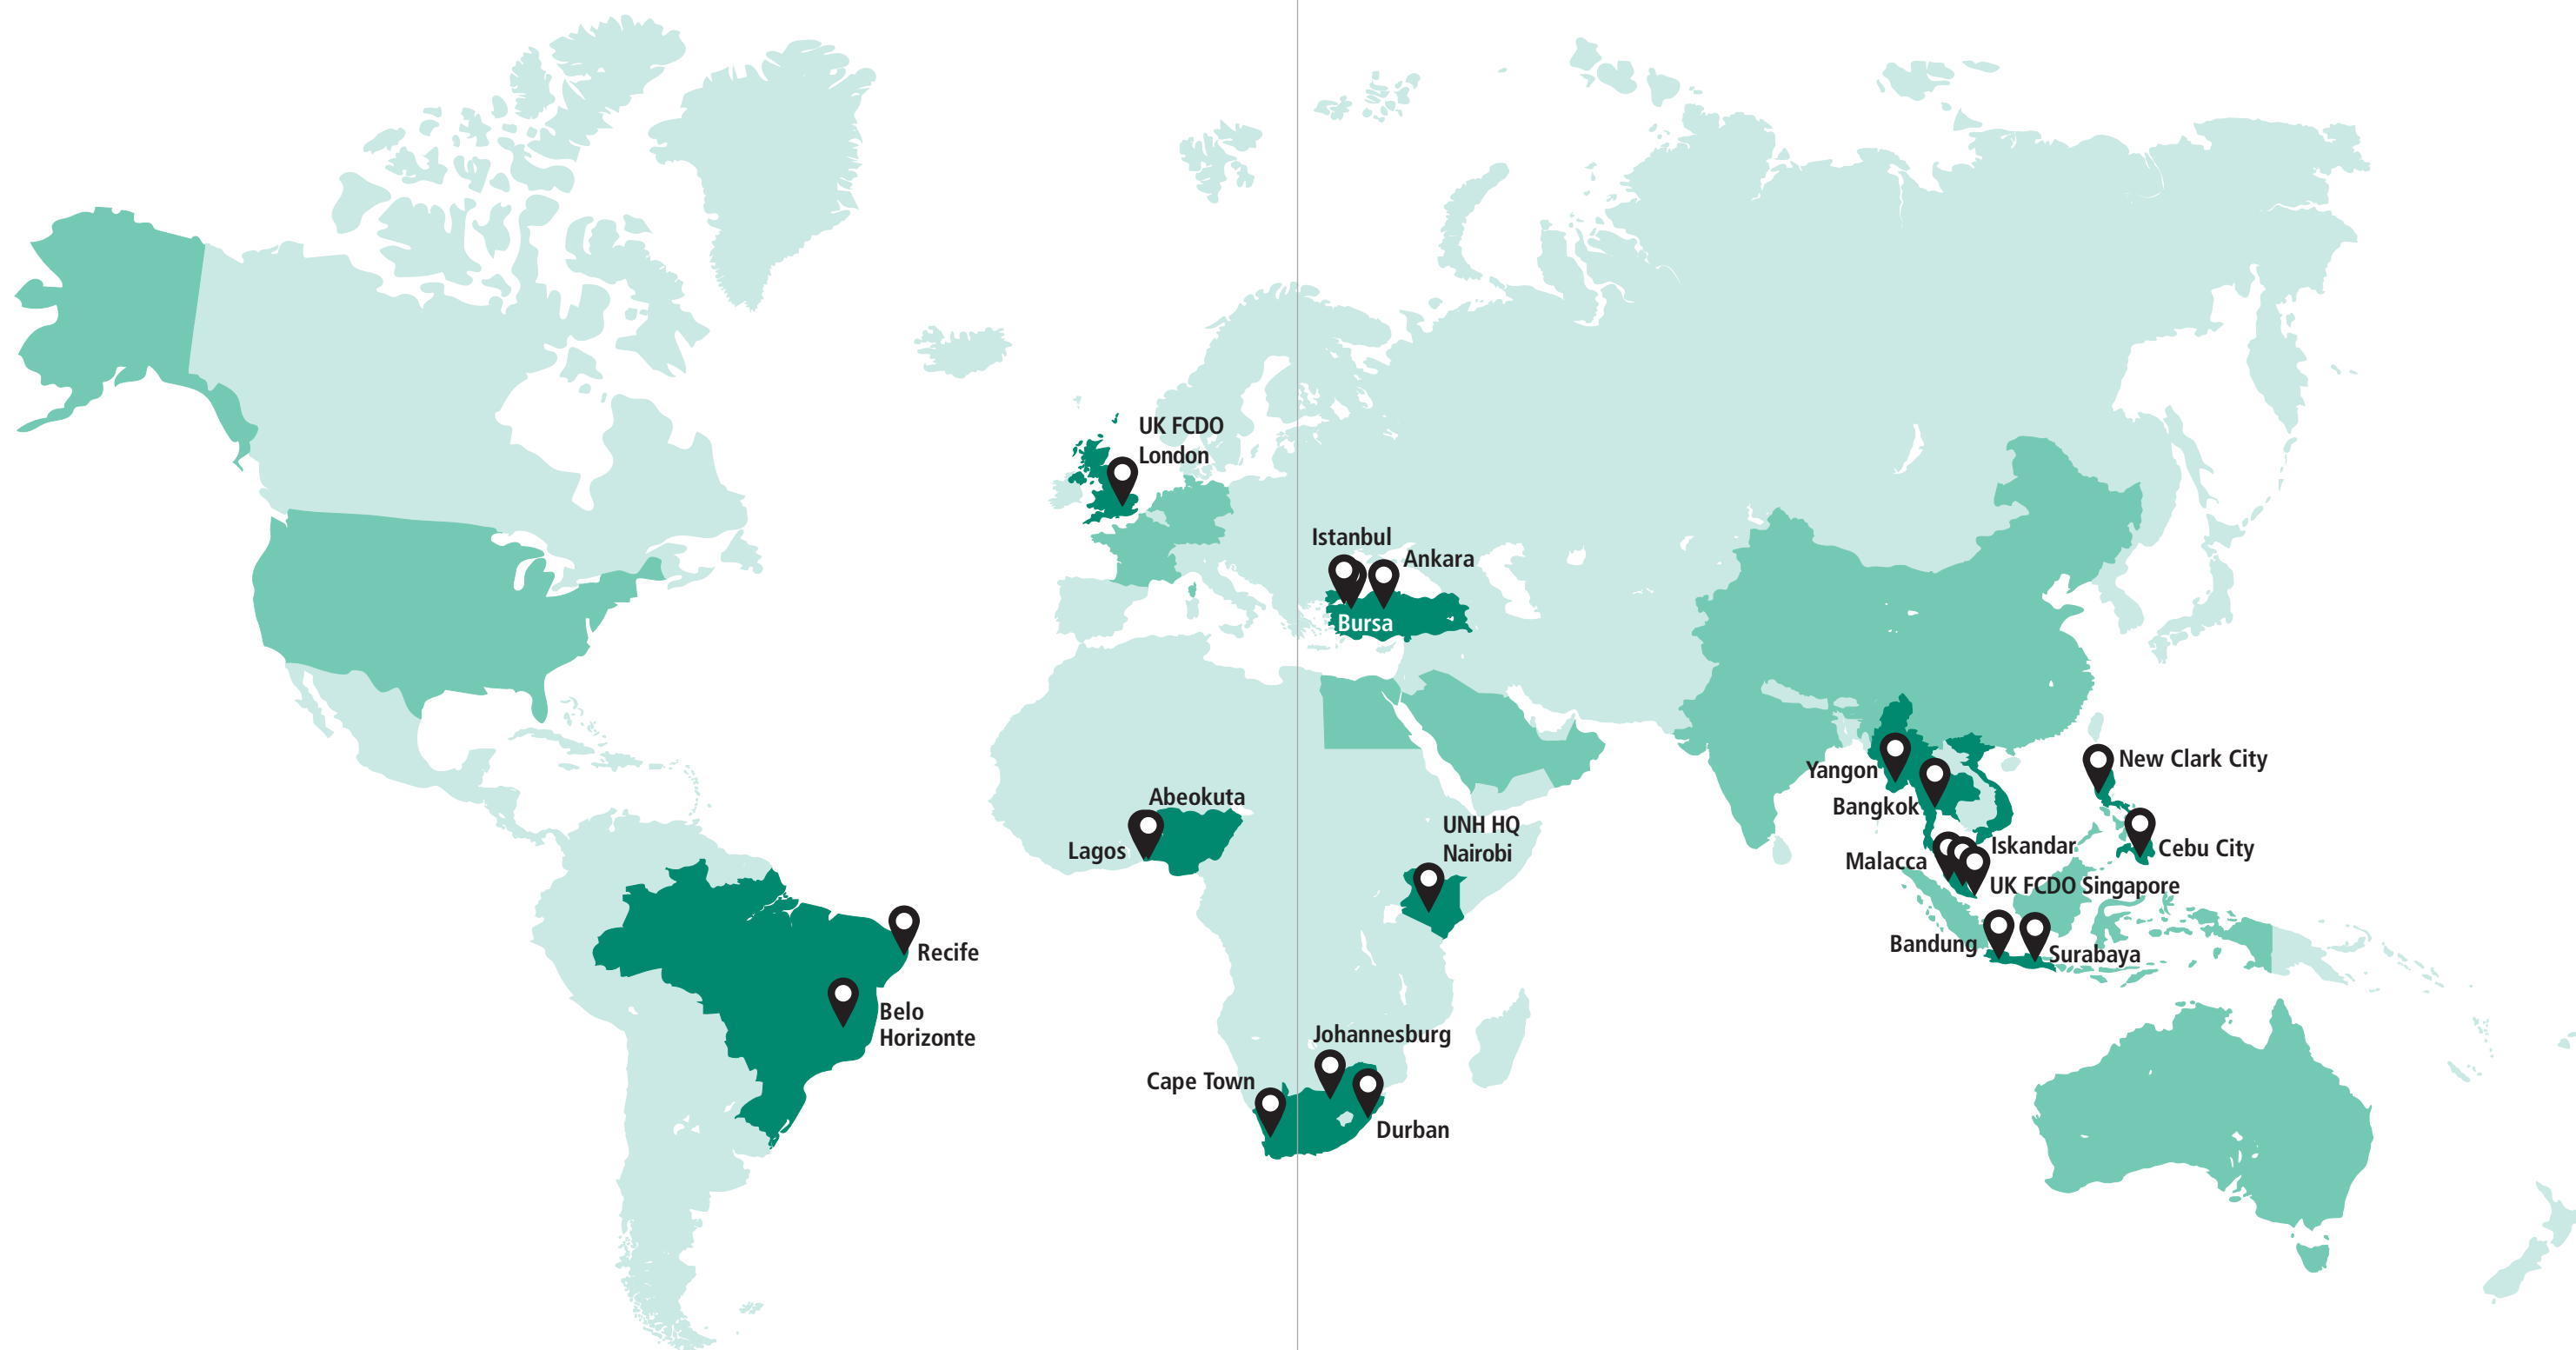 UK FCDO
London
Istanbul
Ankara
Bursa
New Clark City
Yangon
Abeokuta
Bangkok
UNH HQ
Nairobi
Lagos
Iskandar
Cebu City
Malacca
UK FCDO Singapore
Recife
Bandung
Surabaya
Belo
Horizonte
Johannesburg
Cape Town
Durban